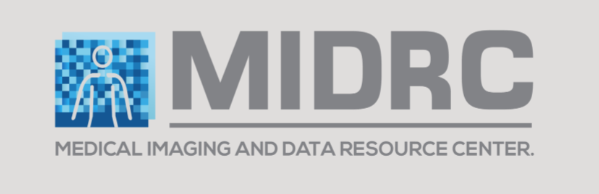 MIDRC
MEDICAL IMAGING AND DATA RESOURCE CENTER.